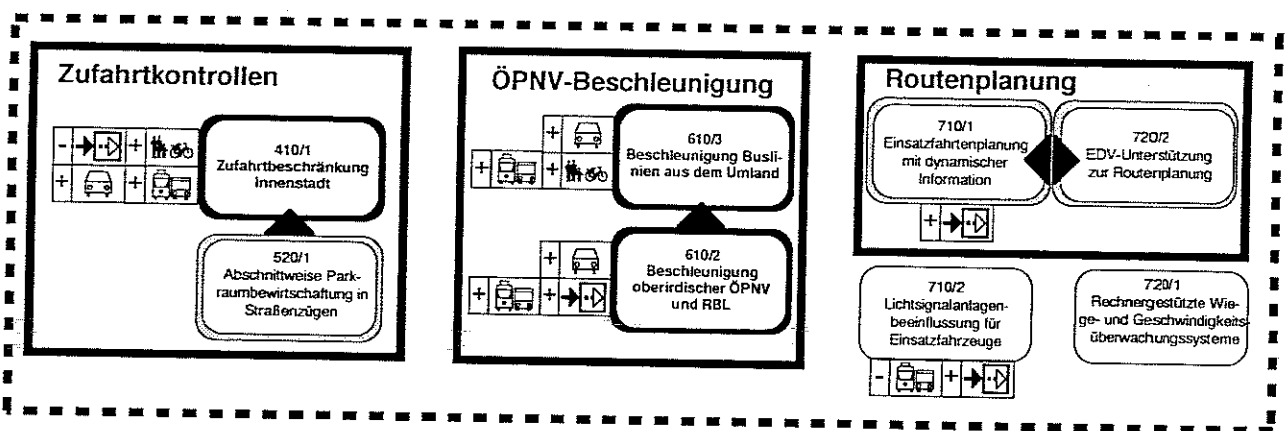 Zufahrtkontrollen
- +
+ +
410/1
Zufahrtbeschränkung
Innenstadt
520/1
Abschnittweise Park-
raumbewirtschaftung in
Straßenzügen
ÖPNV-Beschleunigung
+
+ +
610/3
Beschleunigung Busli-
nien aus dem Umland
+
+ +
610/2
Beschleunigung
oberirdischer ÖPNV
und RBL
Routenplanung
710/1
Einsatzfahrtenplanung
mit dynamischer
Information
+
720/2
EDV-Unterstützung
zur Routenplanung
710/2
Lichtsignalanlagen-
beeinflussung für
Einsatzfahrzeuge
- +
720/1
Rechnergestützte Wie-
ge- und Geschwindigkeits-
überwachungssysteme